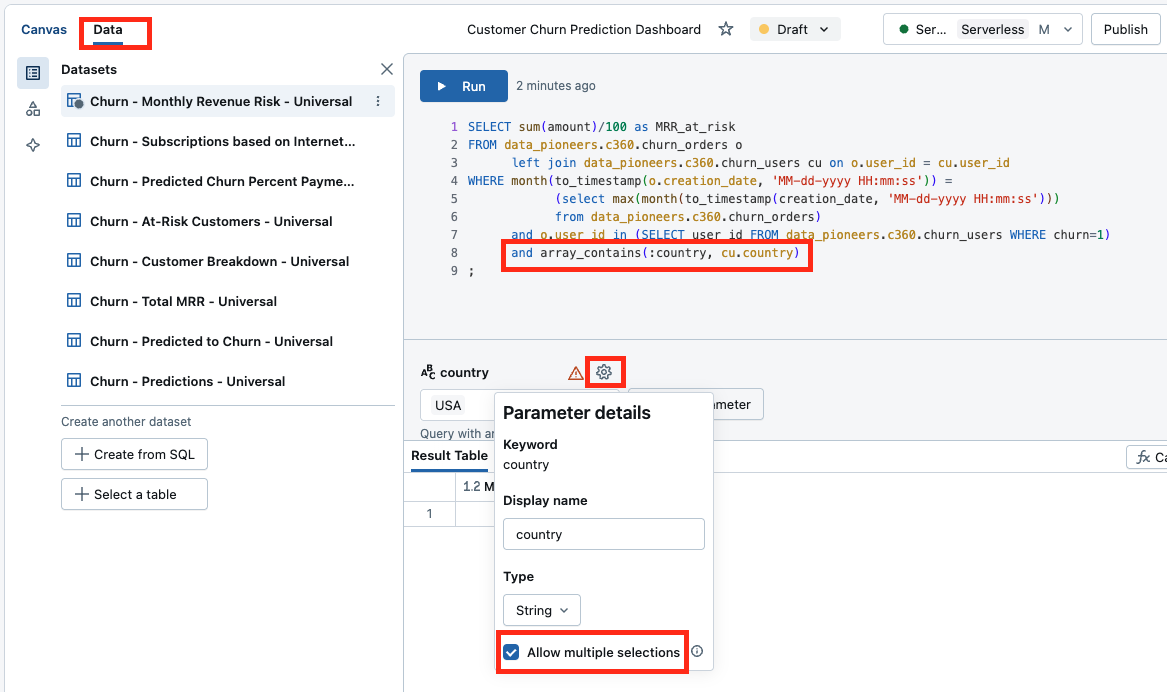 Canvas Data Customer Churn Prediction Dashboard Draft Ser... Serverless M Publish
Datasets
Churn - Monthly Revenue Risk - Universal
Churn - Subscriptions based on Internet...
Churn - Predicted Churn Percent Payme...
Churn - At-Risk Customers - Universal
Churn - Customer Breakdown - Universal
Churn - Total MRR - Universal
Churn - Predicted to Churn - Universal
Churn - Predictions - Universal
Create another dataset
Create from SQL
Select a table
Run 2 minutes ago
1 SELECT sum(amount)/100 as MRR_at_risk
2 FROM data_pioneers.c360.churn_orders o
3 left join data_pioneers.c360.churn_users cu on o.user_id = cu.user_id
4 WHERE month(to_timestamp(o.creation_date, 'MM-dd-yyyy HH:mm:ss')) =
5 (select max(month(to_timestamp(creation_date, 'MM-dd-yyyy HH:mm:ss')))
6 from data_pioneers.c360.churn_orders)
7 and o.user_id in (SELECT user_id FROM data_pioneers.c360.churn_users WHERE churn=1)
8 and array_contains(:country, cu.country)
9 ;
country
USA
meter
Query with
Result Table
Ca
1.2 M
1
Parameter details
Keyword
country
Display name
country
Type
String
Allow multiple selections